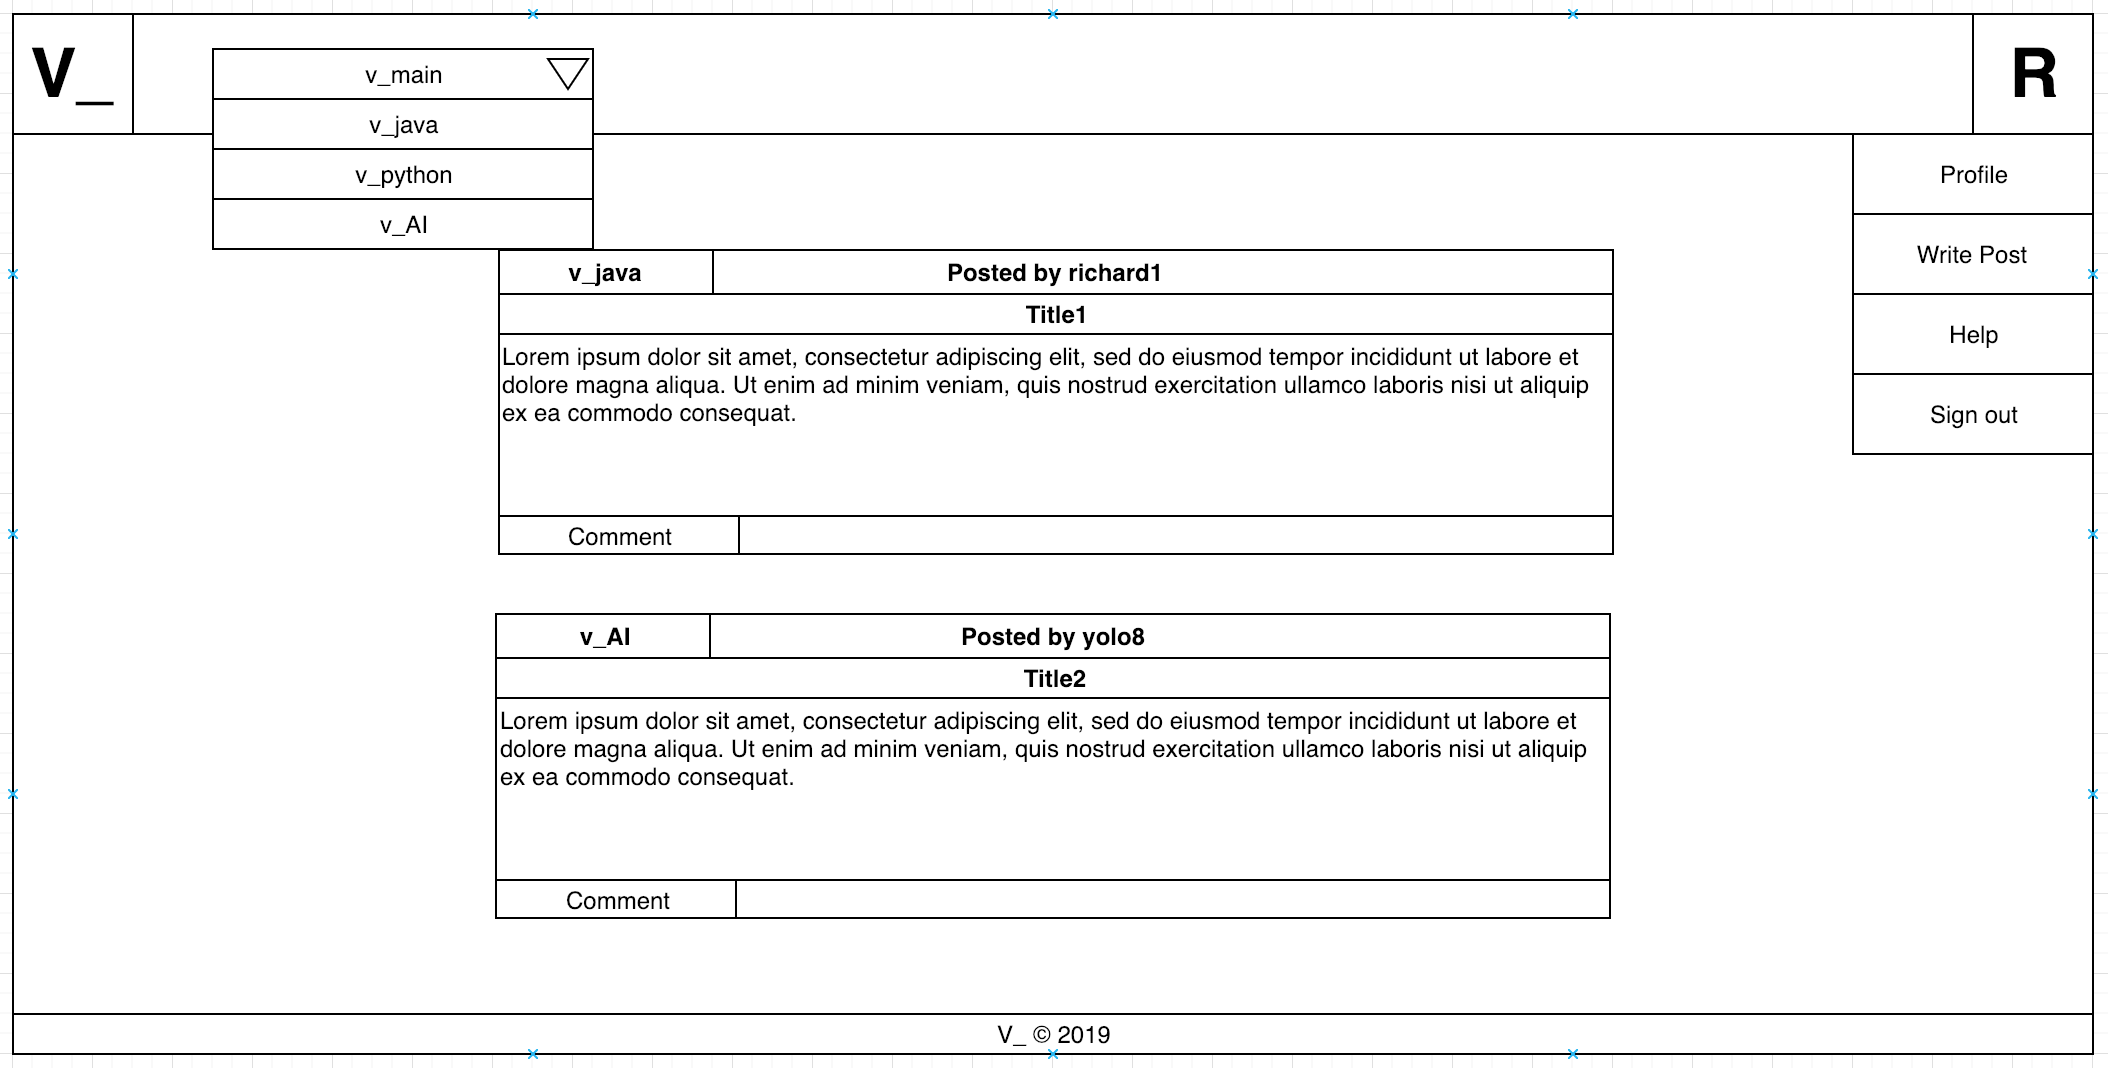 V_
R
v_main
v_java
v_python
v_AI
Profile
Write Post
Help
Sign out
v_java
Posted by richard1
Title1
Lorem ipsum dolor sit amet, consectetur adipiscing elit, sed do eiusmod tempor incididunt ut labore et
dolore magna aliqua. Ut enim ad minim veniam, quis nostrud exercitation ullamco laboris nisi ut aliquip
ex ea commodo consequat.
Comment
v_AI
Posted by yolo8
Title2
Lorem ipsum dolor sit amet, consectetur adipiscing elit, sed do eiusmod tempor incididunt ut labore et
dolore magna aliqua. Ut enim ad minim veniam, quis nostrud exercitation ullamco laboris nisi ut aliquip
ex ea commodo consequat.
Comment
V_ © 2019